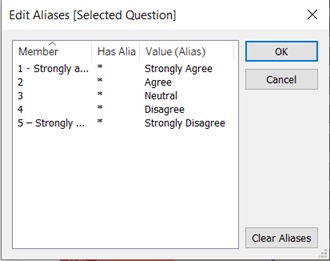 Edit Aliases [Selected Question]
Member Has Alia Value (Alias)
1 - Strongly a... * Strongly Agree
2 * Agree
3 * Neutral
4 * Disagree
5 – Strongly ... * Strongly Disagree
OK
Cancel
Clear Aliases